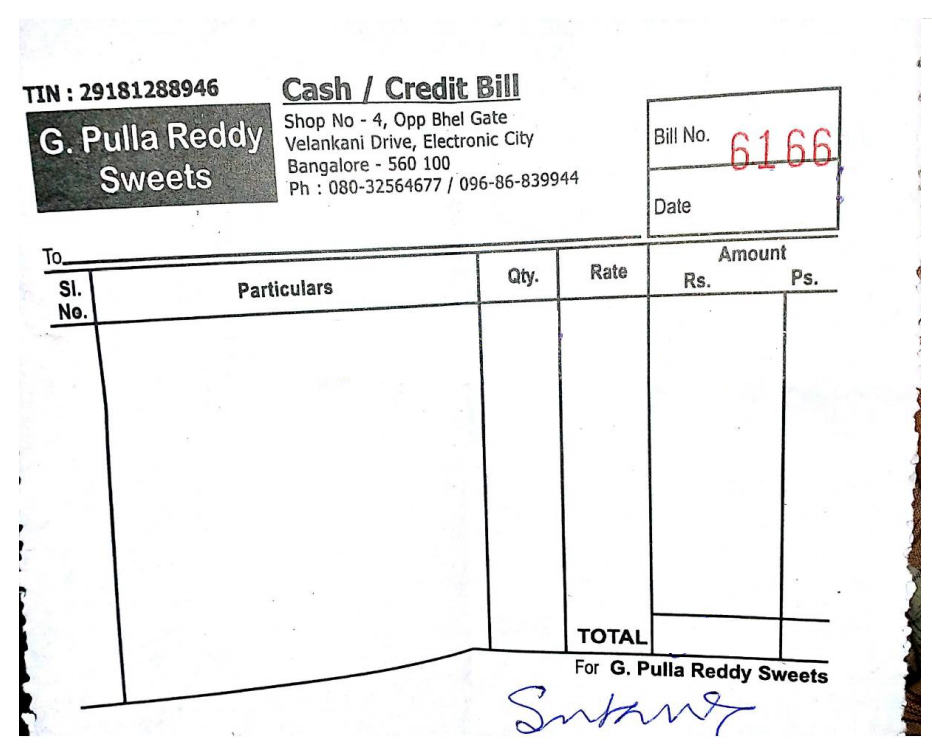 TIN : 29181288946
Cash / Credit Bill
G. Pulla Reddy
Sweets
Shop No - 4, Opp Bhel Gate
Velankani Drive, Electronic City
Bangalore - 560 100
Ph : 080-32564677 / 096-86-839944
Bill No. 6166
Date
To
Sl. No. Particulars Qty. Rate Amount
Rs. Ps.
TOTAL
For G. Pulla Reddy Sweets